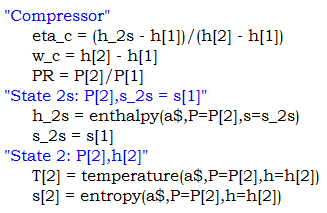 "Compressor"
eta_c = (h_2s - h[1])/(h[2] - h[1])
w_c = h[2] - h[1]
PR = P[2]/P[1]
"State 2s: P[2],s_2s = s[1]"
h_2s = enthalpy(a$,P=P[2],s=s_2s)
s_2s = s[1]
"State 2: P[2],h[2]"
T[2] = temperature(a$,P=P[2],h=h[2])
s[2] = entropy(a$,P=P[2],h=h[2])